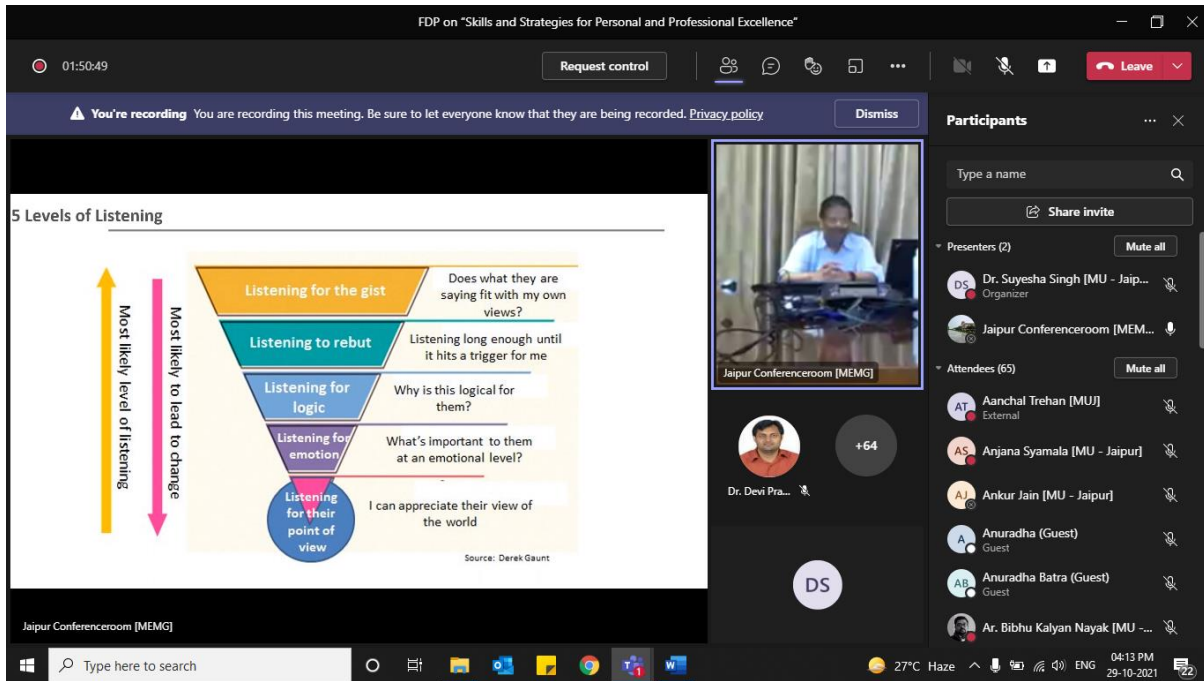 FDP on "Skills and Strategies for Personal and Professional Excellence"
01:50:49
Request control
Leave
You're recording You are recording this meeting. Be sure to let everyone know that they are being recorded. Privacy policy
Dismiss
5 Levels of Listening
Most likely level of listening
Most likely to lead to change
Listening for the gist
Does what they are
saying fit with my own
views?
Listening to rebut
Listening long enough until
it hits a trigger for me
Listening for
logic
Why is this logical for
them?
Listening for
emotion
What's important to them
at an emotional level?
Listening
for their
point of
view
I can appreciate their view of
the world
Source: Derek Gaunt
Jaipur Conferenceroom [MEMG]
Jaipur Conferenceroom [MEMG]
Dr. Devi Pra...
+64
DS
Participants
Type a name
Share invite
Presenters (2)
Mute all
DS
Dr. Suyesha Singh [MU - Jaip...
Organizer
Jaipur Conferenceroom [MEM...
Attendees (65)
Mute all
AT
Aanchal Trehan [MUJ]
External
AS
Anjana Syamala [MU - Jaipur]
AJ
Ankur Jain [MU - Jaipur]
A
Anuradha (Guest)
Guest
AB
Anuradha Batra (Guest)
Guest
Ar. Bibhu Kalyan Nayak [MU -...
Type here to search
1
27°C Haze
ENG
04:13 PM
29-10-2021
22